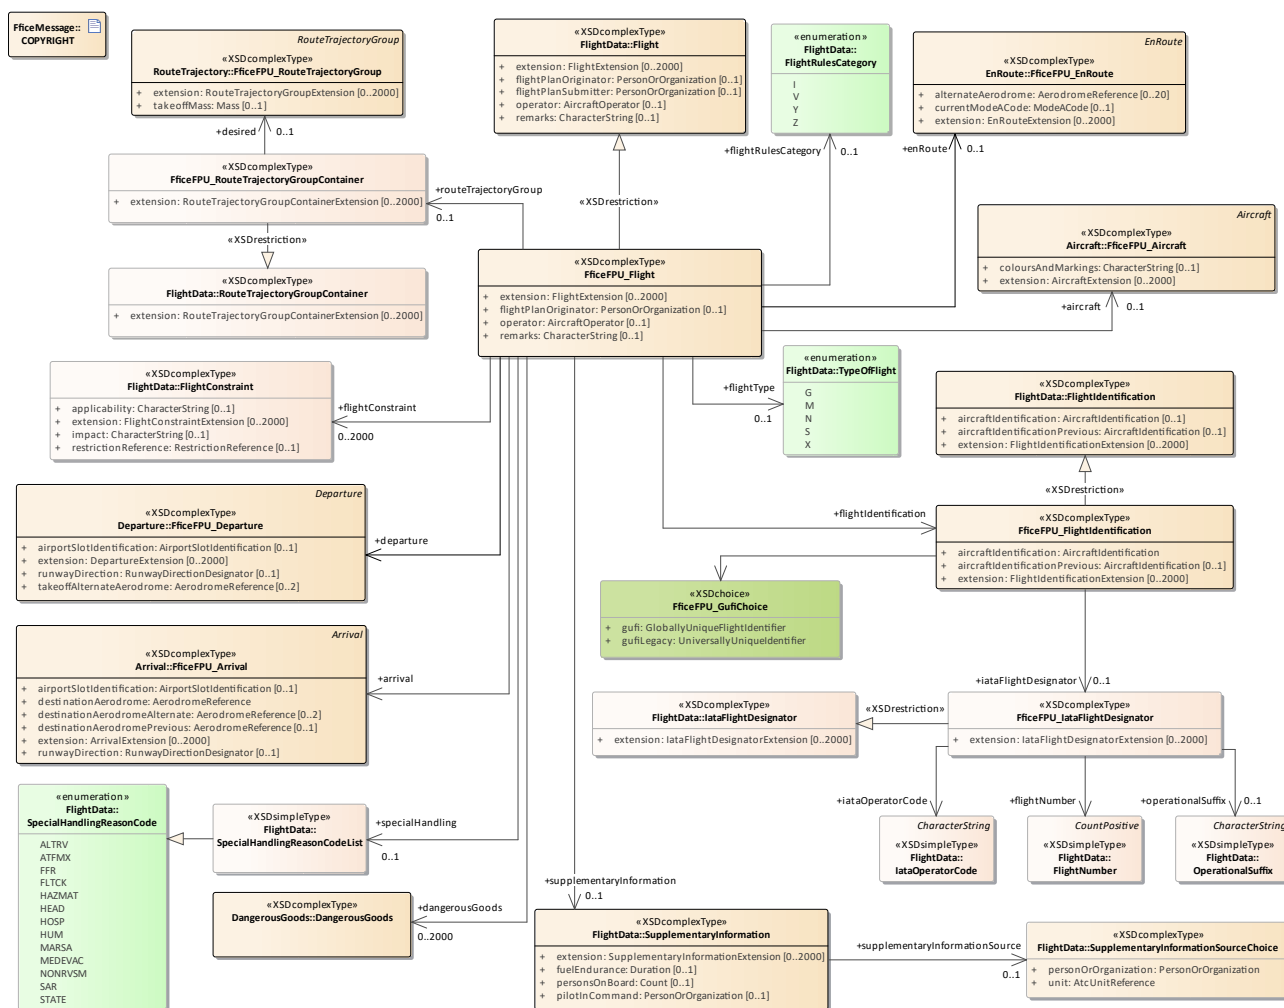 FficeMessage::
COPYRIGHT
RouteTrajectoryGroup
«XSDcomplexType»
RouteTrajectory::FficeFPU_RouteTrajectoryGroup
+ extension: RouteTrajectoryGroupExtension [0..2000]
+ takeoffMass: Mass [0..1]
+desired 0..1
«XSDcomplexType»
FficeFPU_RouteTrajectoryGroupContainer
+ extension: RouteTrajectoryGroupContainerExtension [0..2000]
«XSDrestriction»
«XSDcomplexType»
FlightData::RouteTrajectoryGroupContainer
+ extension: RouteTrajectoryGroupContainerExtension [0..2000]
+routeTrajectoryGroup
0..1
«XSDcomplexType»
FlightData::Flight
+ extension: FlightExtension [0..2000]
+ flightPlanOriginator: PersonOrOrganization [0..1]
+ flightPlanSubmitter: PersonOrOrganization [0..1]
+ operator: AircraftOperator [0..1]
+ remarks: CharacterString [0..1]
«XSDrestriction»
«enumeration»
FlightData::
FlightRulesCategory
I
V
Y
Z
+flightRulesCategory 0..1
EnRoute
«XSDcomplexType»
EnRoute::FficeFPU_EnRoute
+ alternateAerodrome: AerodromeReference [0..20]
+ currentModeACode: ModeACode [0..1]
+ extension: EnRouteExtension [0..2000]
+enRoute 0..1
Aircraft
«XSDcomplexType»
Aircraft::FficeFPU_Aircraft
+ coloursAndMarkings: CharacterString [0..1]
+ extension: AircraftExtension [0..2000]
+aircraft 0..1
«XSDcomplexType»
FficeFPU_Flight
+ extension: FlightExtension [0..2000]
+ flightPlanOriginator: PersonOrOrganization [0..1]
+ operator: AircraftOperator [0..1]
+ remarks: CharacterString [0..1]
«XSDcomplexType»
FlightData::FlightConstraint
+ applicability: CharacterString [0..1]
+ extension: FlightConstraintExtension [0..2000]
+ impact: CharacterString [0..1]
+ restrictionReference: RestrictionReference [0..1]
+flightConstraint
0..2000
«enumeration»
FlightData::TypeOfFlight
G
M
N
S
X
+flightType
0..1
«XSDcomplexType»
FlightData::FlightIdentification
+ aircraftIdentification: AircraftIdentification [0..1]
+ aircraftIdentificationPrevious: AircraftIdentification [0..1]
+ extension: FlightIdentificationExtension [0..2000]
«XSDrestriction»
Departure
«XSDcomplexType»
Departure::FficeFPU_Departure
+ airportSlotIdentification: AirportSlotIdentification [0..1]
+ extension: DepartureExtension [0..2000]
+ runwayDirection: RunwayDirectionDesignator [0..1]
+ takeoffAlternateAerodrome: AerodromeReference [0..2]
+departure
+flightIdentification
«XSDcomplexType»
FficeFPU_FlightIdentification
+ aircraftIdentification: AircraftIdentification
+ aircraftIdentificationPrevious: AircraftIdentification [0..1]
+ extension: FlightIdentificationExtension [0..2000]
«XSDchoice»
FficeFPU_GufiChoice
+ gufi: GloballyUniqueFlightIdentifier
+ gufiLegacy: UniversallyUniqueIdentifier
Arrival
«XSDcomplexType»
Arrival::FficeFPU_Arrival
+ airportSlotIdentification: AirportSlotIdentification [0..1]
+ destinationAerodrome: AerodromeReference
+ destinationAerodromeAlternate: AerodromeReference [0..2]
+ destinationAerodromePrevious: AerodromeReference [0..1]
+ extension: ArrivalExtension [0..2000]
+ runwayDirection: RunwayDirectionDesignator [0..1]
+arrival
+iataFlightDesignator 0..1
«XSDcomplexType»
FlightData::IataFlightDesignator
+ extension: IataFlightDesignatorExtension [0..2000]
«XSDrestriction»
«XSDcomplexType»
FficeFPU_IataFlightDesignator
+ extension: IataFlightDesignatorExtension [0..2000]
+iataOperatorCode
+flightNumber
+operationalSuffix 0..1
CharacterString
«XSDsimpleType»
FlightData::
IataOperatorCode
CountPositive
«XSDsimpleType»
FlightData::
FlightNumber
CharacterString
«XSDsimpleType»
FlightData::
OperationalSuffix
«enumeration»
FlightData::
SpecialHandlingReasonCode
ALTRV
ATFMX
FFR
FLTCK
HAZMAT
HEAD
HOSP
HUM
MARSA
MEDEVAC
NONRVSM
SAR
STATE
«XSDsimpleType»
FlightData::
SpecialHandlingReasonCodeList
+specialHandling
0..1
«XSDcomplexType»
DangerousGoods::DangerousGoods
+dangerousGoods
0..2000
+supplementaryInformation
0..1
«XSDcomplexType»
FlightData::SupplementaryInformation
+ extension: SupplementaryInformationExtension [0..2000]
+ fuelEndurance: Duration [0..1]
+ personsOnBoard: Count [0..1]
+ pilotInCommand: PersonOrOrganization [0..1]
+supplementaryInformationSource
0..1
«XSDcomplexType»
FlightData::SupplementaryInformationSourceChoice
+ personOrOrganization: PersonOrOrganization
+ unit: AtcUnitReference